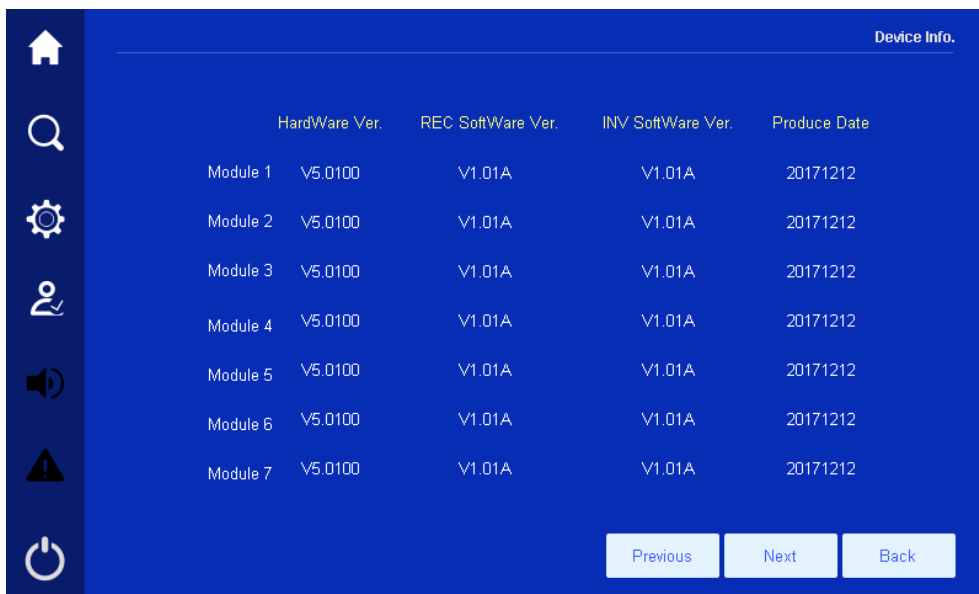 Device Info.
HardWare Ver. REC SoftWare Ver. INV SoftWare Ver. Produce Date
Module 1 V5.0100 V1.01A V1.01A 20171212
Module 2 V5.0100 V1.01A V1.01A 20171212
Module 3 V5.0100 V1.01A V1.01A 20171212
Module 4 V5.0100 V1.01A V1.01A 20171212
Module 5 V5.0100 V1.01A V1.01A 20171212
Module 6 V5.0100 V1.01A V1.01A 20171212
Module 7 V5.0100 V1.01A V1.01A 20171212
Previous Next Back